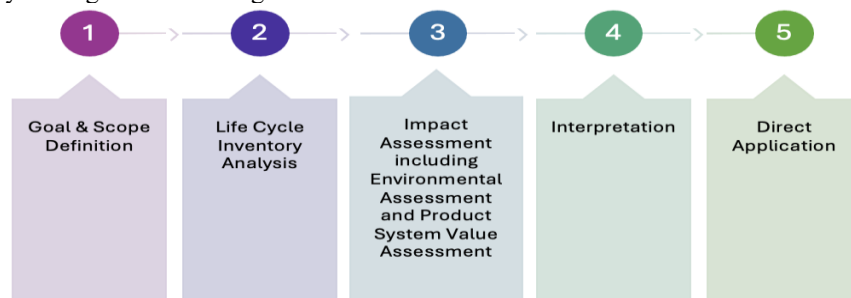 1
2
3
4
5
Goal & Scope
Definition
Life Cycle
Inventory
Analysis
Impact
Assessment
including
Environmental
Assessment
and Product
System Value
Assessment
Interpretation
Direct
Application